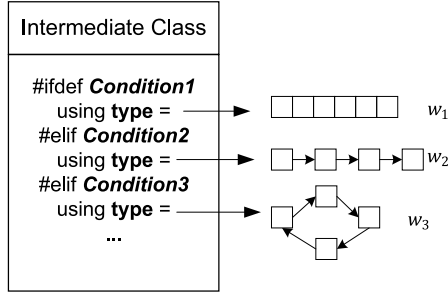 Intermediate Class
#ifdef Condition1
using type =
w₁
#elif Condition2
using type =
w₂
#elif Condition3
using type =
w₃
...